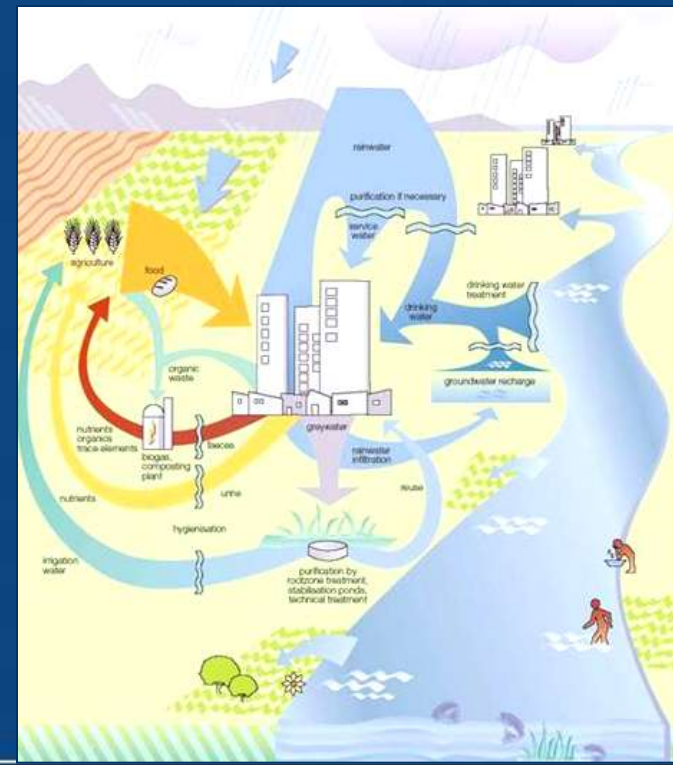 rainwater
purification if necessary
service
water
agriculture
food
drinking water
treatment
drinking
water
organic
waste
groundwater recharge
greywater
nutrients
organics
trace elements
biogas,
composting
plant
faeces
rainwater
infiltration
reuse
nutrients
urine
hygienisation
irrigation
water
purification by
rootzone treatment,
stabilisation ponds,
technical treatment